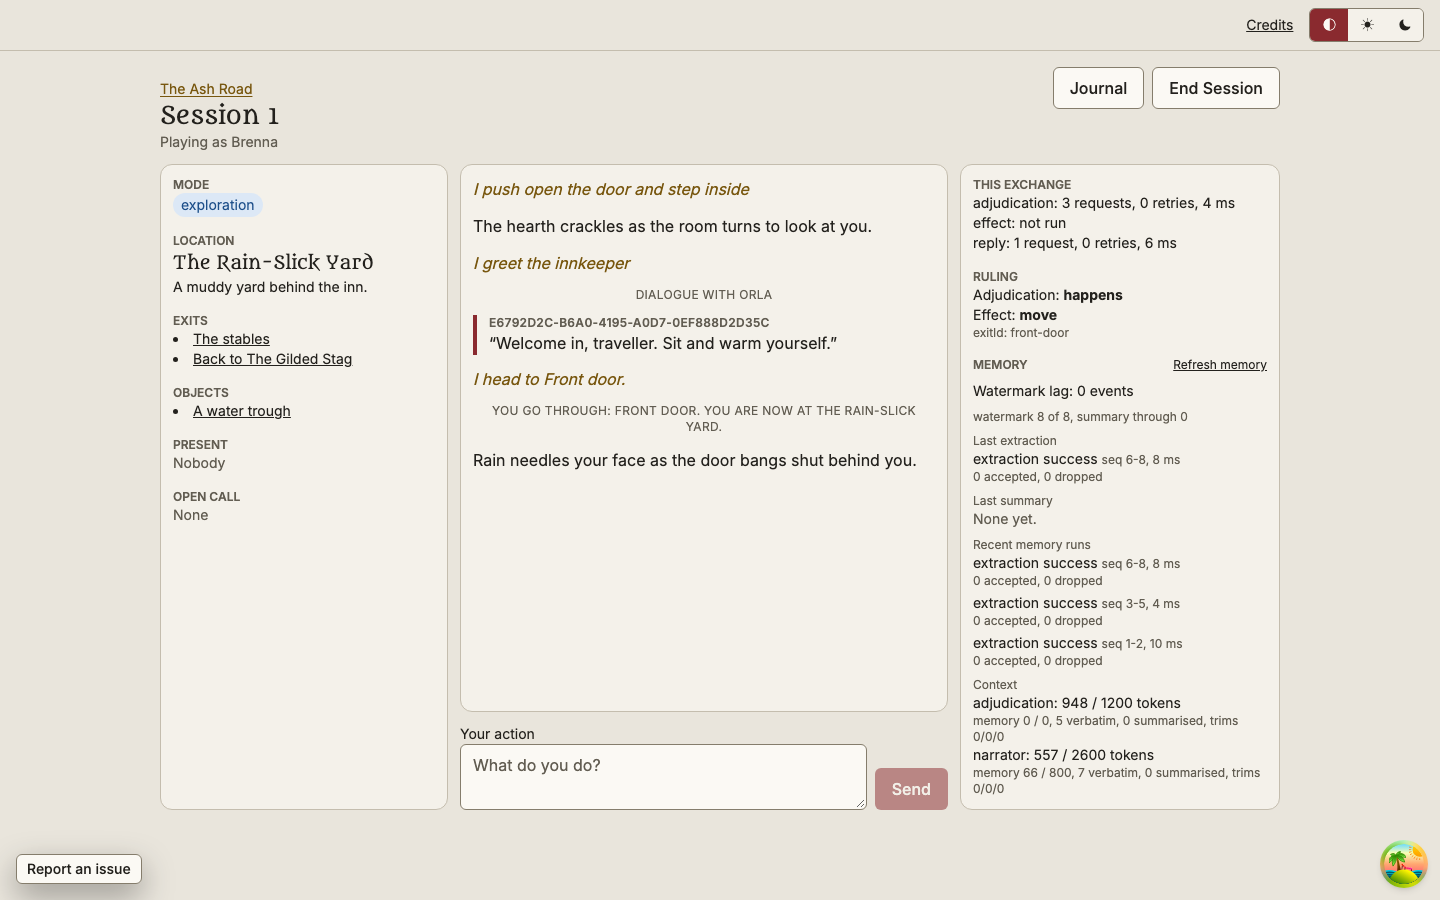 Credits
The Ash Road
Session 1
Playing as Brenna
Journal
End Session
MODE
exploration
LOCATION
The Rain-Slick Yard
A muddy yard behind the inn.
EXITS
The stables
Back to The Gilded Stag
OBJECTS
A water trough
PRESENT
Nobody
OPEN CALL
None
I push open the door and step inside
The hearth crackles as the room turns to look at you.
I greet the innkeeper
DIALOGUE WITH ORLA
E6792D2C-B6A0-4195-A0D7-0EF888D2D35C
“Welcome in, traveller. Sit and warm yourself.”
I head to Front door.
YOU GO THROUGH: FRONT DOOR. YOU ARE NOW AT THE RAIN-SLICK
YARD.
Rain needles your face as the door bangs shut behind you.
Your action
What do you do?
Send
THIS EXCHANGE
adjudication: 3 requests, 0 retries, 4 ms
effect: not run
reply: 1 request, 0 retries, 6 ms
RULING
Adjudication: happens
Effect: move
exitId: front-door
MEMORY
Refresh memory
Watermark lag: 0 events
watermark 8 of 8, summary through 0
Last extraction
extraction success seq 6-8, 8 ms
0 accepted, 0 dropped
Last summary
None yet.
Recent memory runs
extraction success seq 6-8, 8 ms
0 accepted, 0 dropped
extraction success seq 3-5, 4 ms
0 accepted, 0 dropped
extraction success seq 1-2, 10 ms
0 accepted, 0 dropped
Context
adjudication: 948 / 1200 tokens
memory 0 / 0, 5 verbatim, 0 summarised, trims
0/0/0
narrator: 557 / 2600 tokens
memory 66 / 800, 7 verbatim, 0 summarised, trims
0/0/0
Report an issue